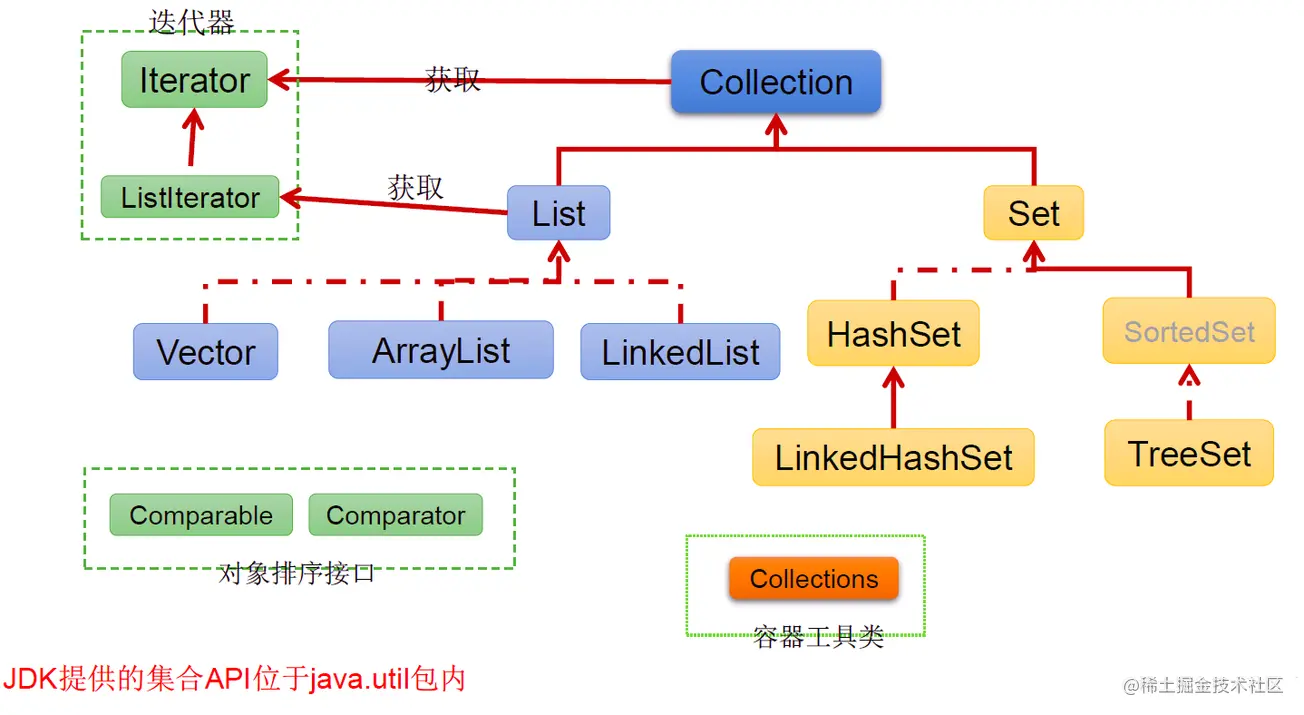 迭代器
Iterator
获取
Collection
ListIterator
获取
List
Set
Vector
ArrayList
LinkedList
HashSet
SortedSet
LinkedHashSet
TreeSet
Comparable
Comparator
对象排序接口
Collections
容器工具类
JDK提供的集合API位于java.util包内
@稀土掘金技术社区